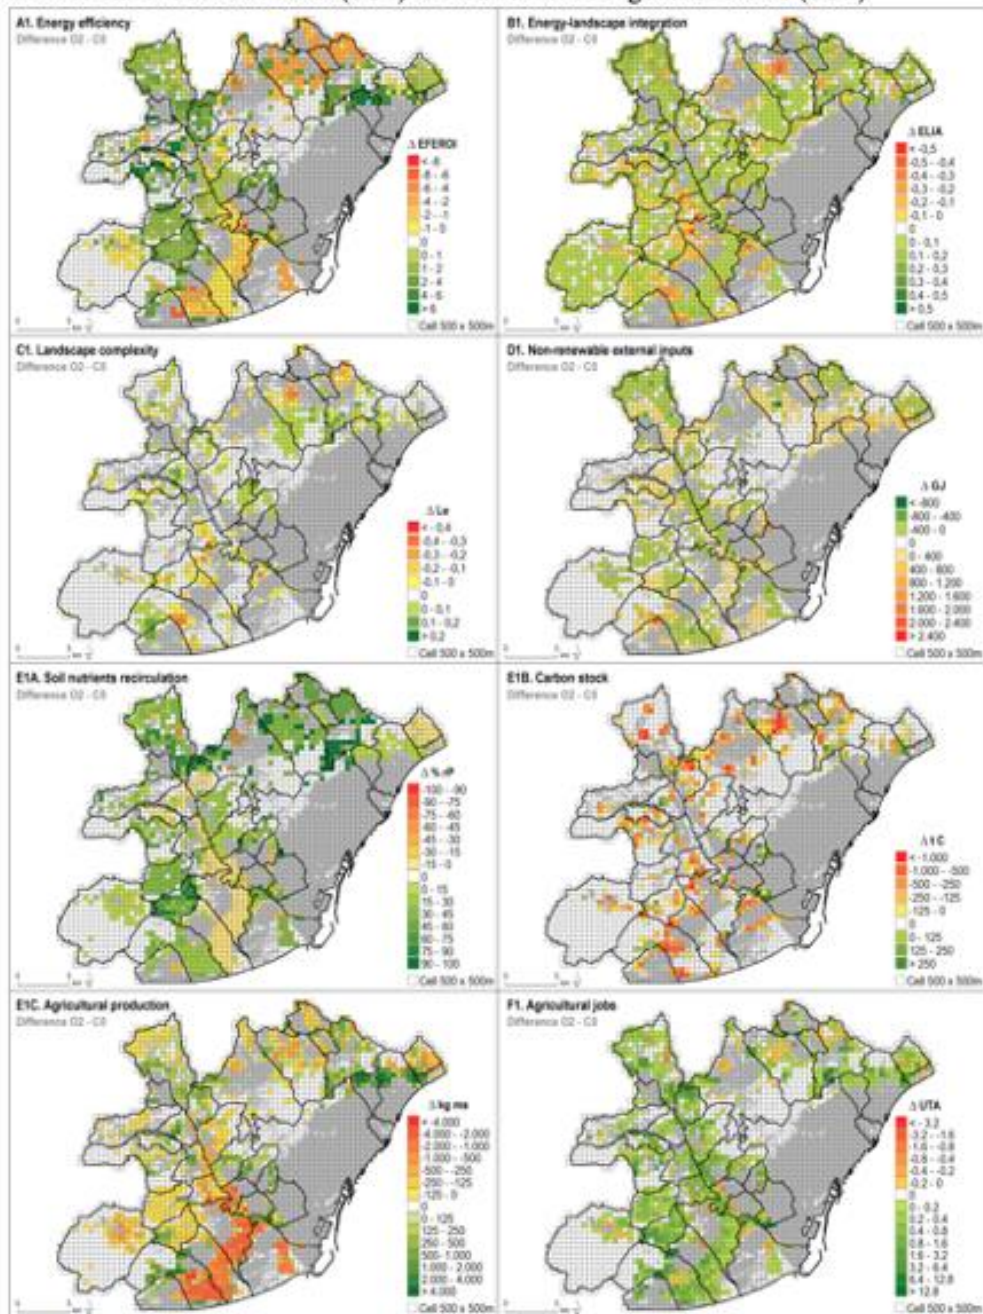 A1. Energy efficiency
Difference O2 - C0
Δ EFEROI
< -8
-8 - -6
-6 - -4
-4 - -2
-2 - -1
-1 - 0
0
0 - 1
1 - 2
2 - 4
4 - 6
> 6
Cell 500 x 500m
B1. Energy-landscape integration
Difference O2 - C0
Δ ELIA
< -0,5
-0,5 - -0,4
-0,4 - -0,3
-0,3 - -0,2
-0,2 - -0,1
-0,1 - 0
0
0 - 0,1
0,1 - 0,2
0,2 - 0,3
0,3 - 0,4
0,4 - 0,5
> 0,5
Cell 500 x 500m
C1. Landscape complexity
Difference O2 - C0
Δ Le
< - 0,4
-0,4 - -0,3
-0,3 - -0,2
-0,2 - -0,1
-0,1 - 0
0
0 - 0,1
0,1 - 0,2
> 0,2
Cell 500 x 500m
D1. Non-renewable external inputs
Difference O2 - C0
Δ GJ
< -800
-800 - -400
-400 - 0
0
0 - 400
400 - 800
800 - 1.200
1.200 - 1.600
1.600 - 2.000
2.000 - 2.400
> 2.400
Cell 500 x 500m
E1A. Soil nutrients recirculation
Difference O2 - C0
-100 - -90
-90 - -75
-75 - -60
-60 - -45
-45 - -30
-30 - -15
-15 - 0
0
0 - 15
15 - 30
30 - 45
45 - 60
60 - 75
75 - 90
90 - 100
Cell 500 x 500m
E1B. Carbon stock
Difference O2 - C0
Δ t C
< -1.000
-1.000 - -500
-500 - -250
-250 - -125
-125 - 0
0
0 - 125
125 - 250
> 250
Cell 500 x 500m
E1C. Agricultural production
Difference O2 - C0
Δ kg ms
< -4.000
-4.000 - -2.000
-2.000 - -1.000
-1.000 - -500
-500 - -250
-250 - -125
-125 - 0
0
0 - 125
125 - 250
250 - 500
500- 1.000
1.000 - 2.000
2.000 - 4.000
> 4.000
Cell 500 x 500m
F1. Agricultural jobs
Difference O2 - C0
Δ UTA
< - 3,2
-3,2 - -1,6
-1,6 - -0,8
-0,8 - -0,4
-0,4 - -0,2
-0,2 - 0
0
0 - 0,2
0,2 - 0,4
0,4 - 0,8
0,8 - 1,6
1,6 - 3,2
3,2 - 6,4
6,4 - 12,8
> 12,8
Cell 500 x 500m